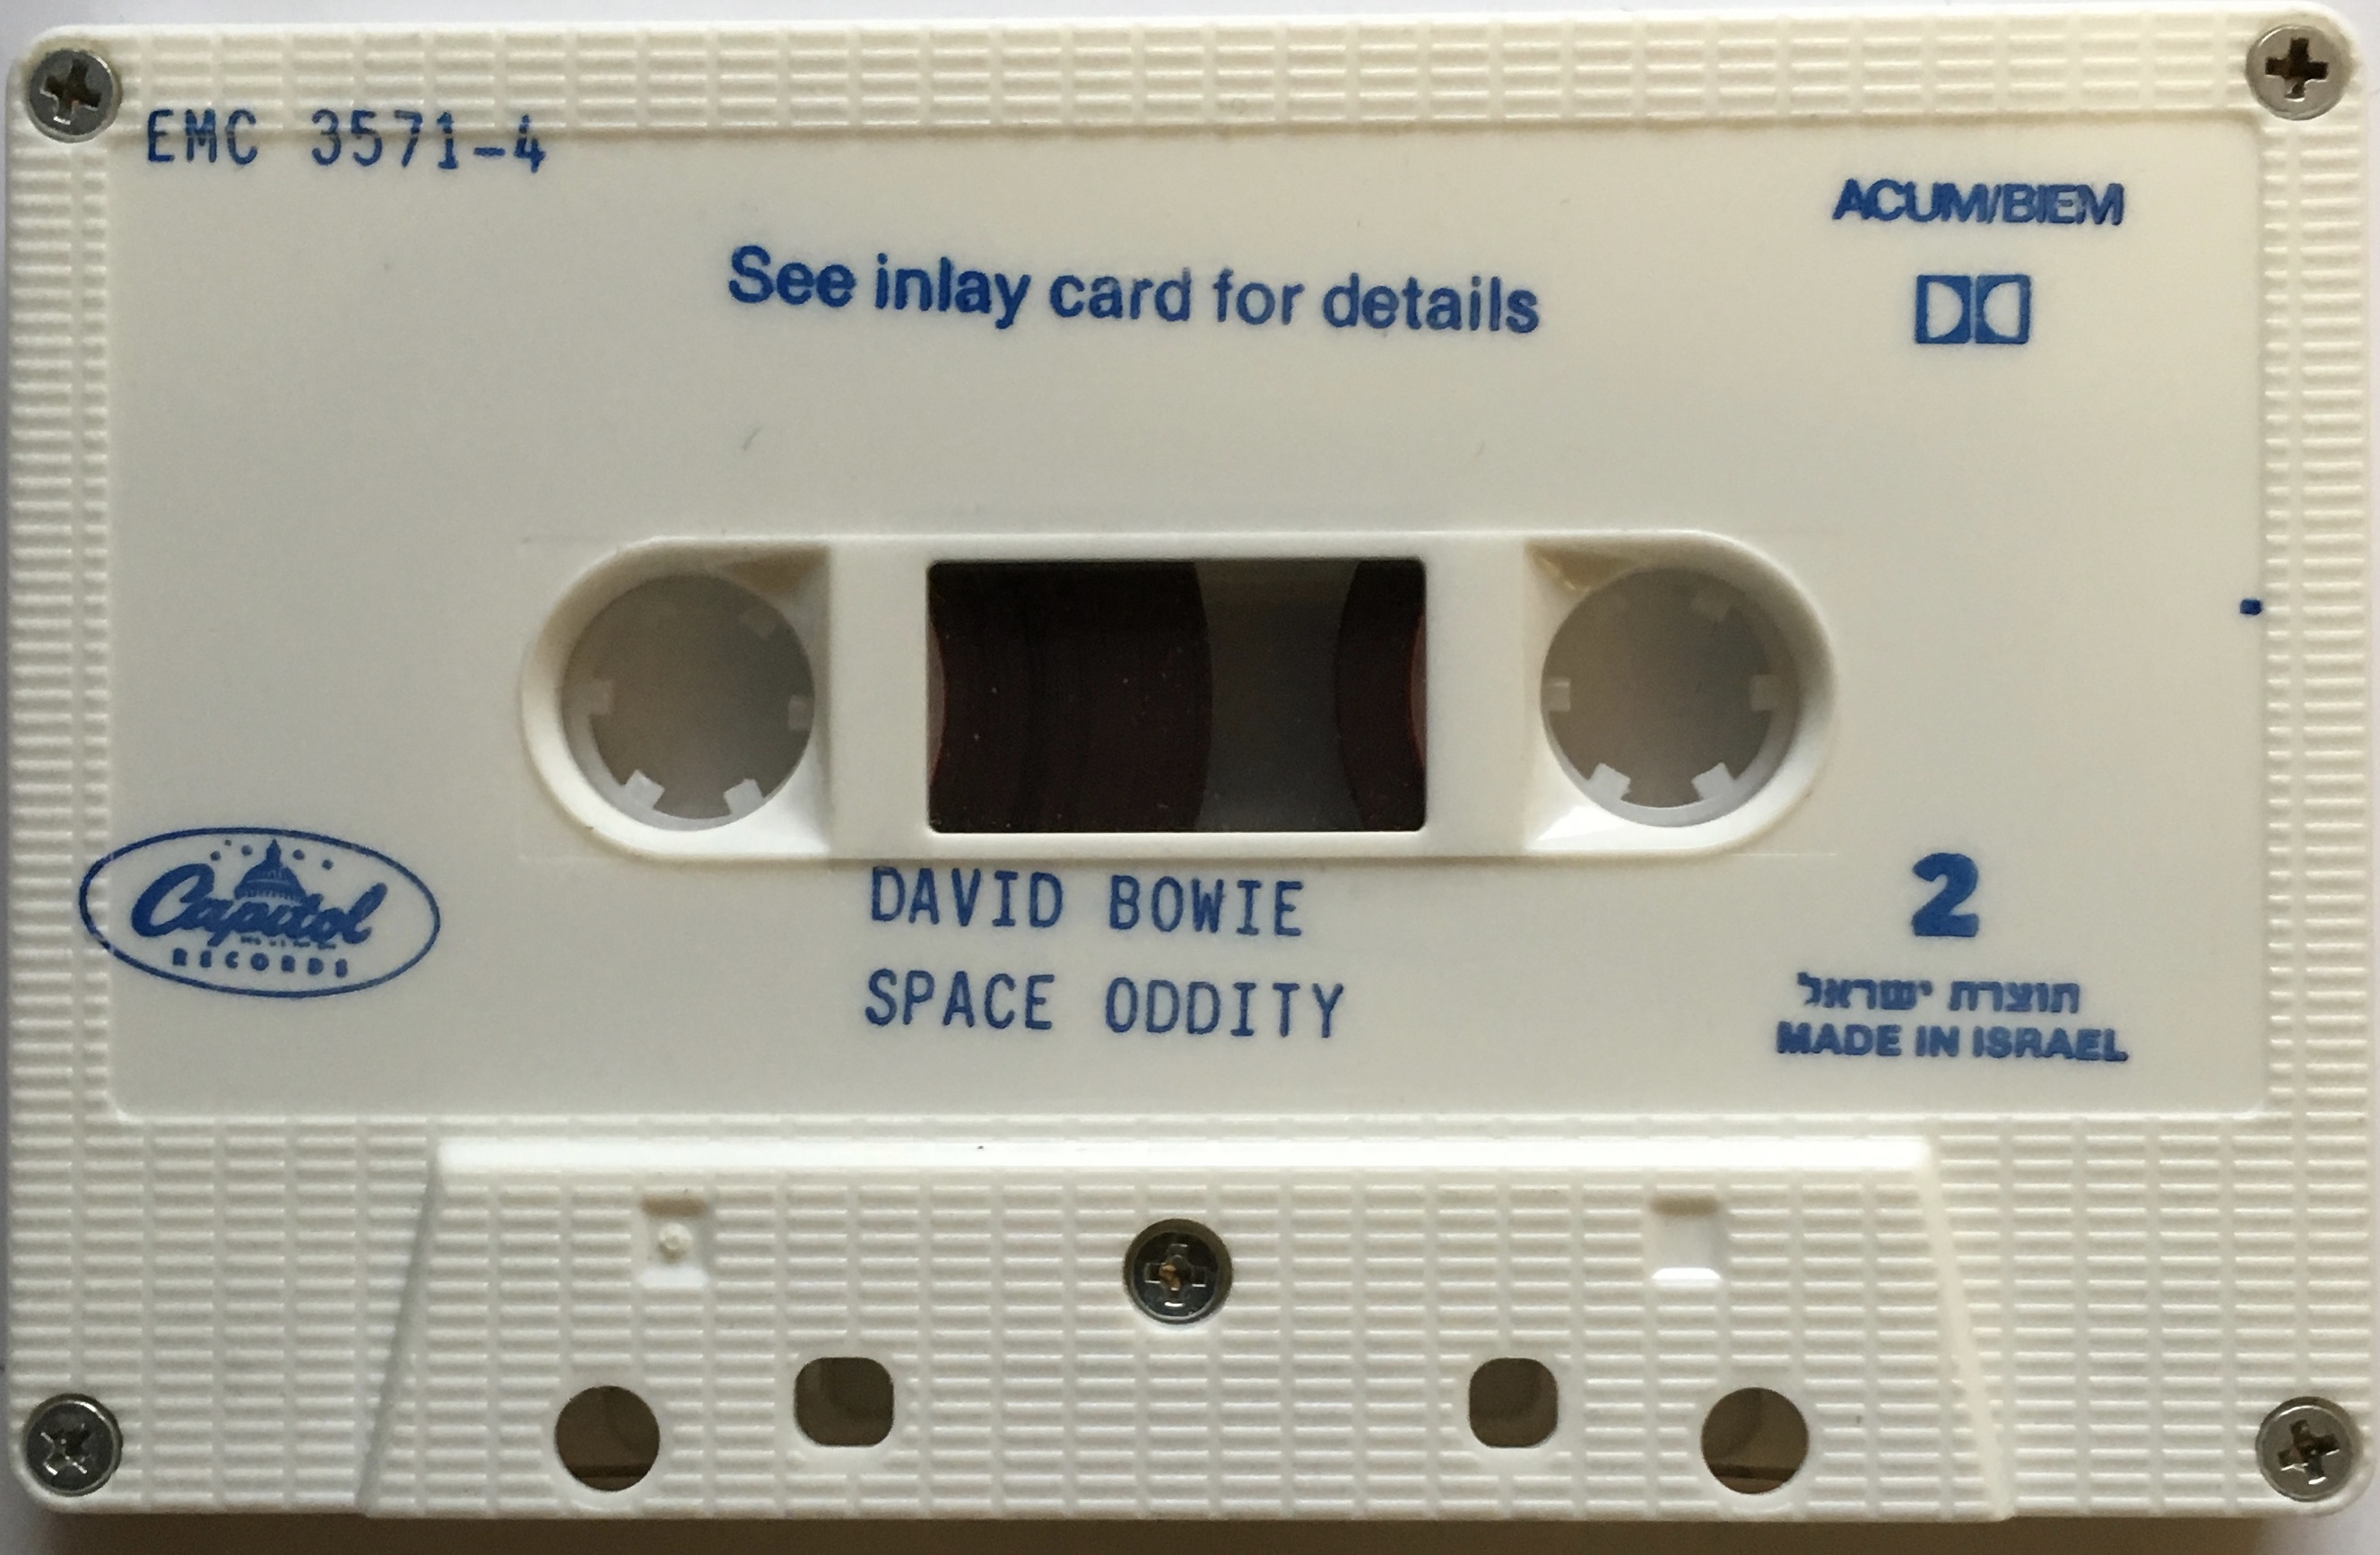 EMC 3571-4
ACUM/BIEM
See inlay card for details
Capitol
RECORDS
DAVID BOWIE
SPACE ODDITY
2
תוצרת ישראל
MADE IN ISRAEL